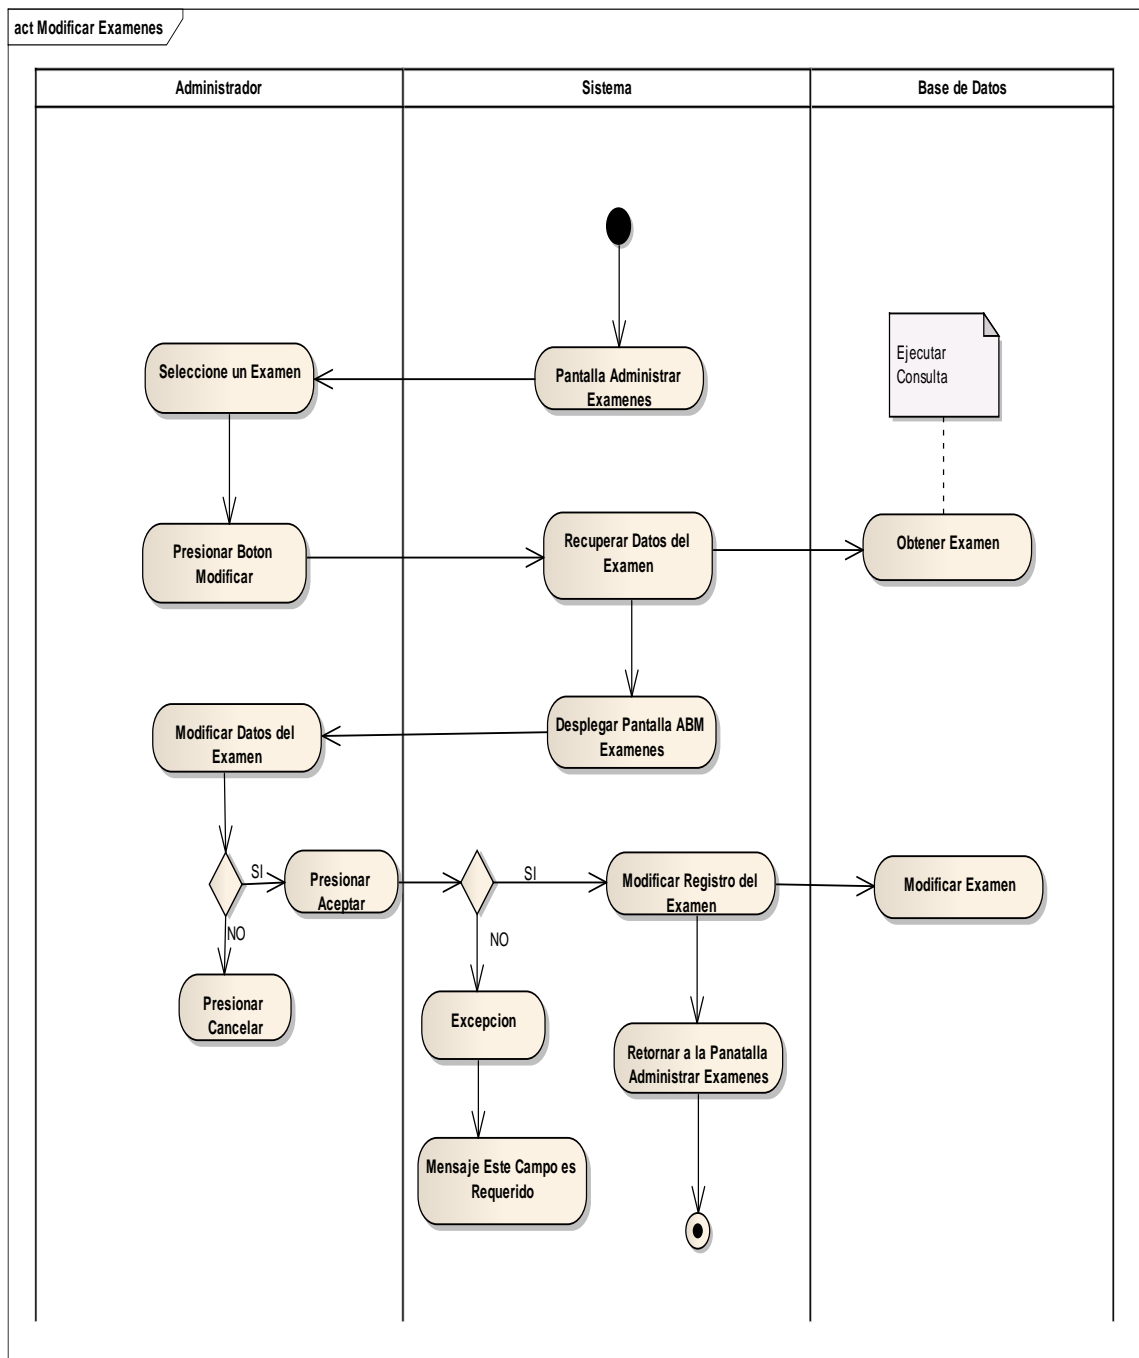 act Modificar Examenes
Administrador
Sistema
Base de Datos
Seleccione un Examen
Pantalla Administrar
Examenes
Ejecutar
Consulta
Presionar Boton
Modificar
Recuperar Datos del
Examen
Obtener Examen
Modificar Datos del
Examen
Desplegar Pantalla ABM
Examenes
SI
Presionar
Aceptar
SI
Modificar Registro del
Examen
Modificar Examen
NO
NO
Presionar
Cancelar
Excepcion
Retornar a la Panatalla
Administrar Examenes
Mensaje Este Campo es
Requerido